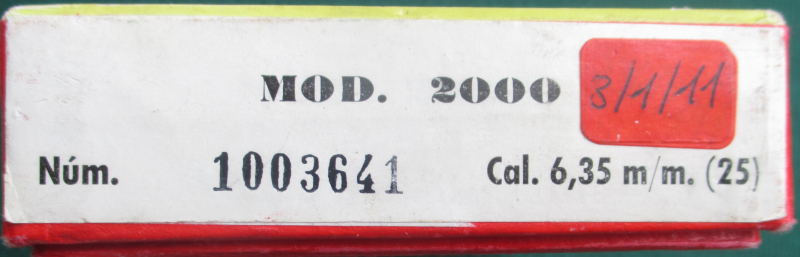 MOD. 2000 3/1/11
Núm. 1003641 Cal. 6,35 m/m. (25)